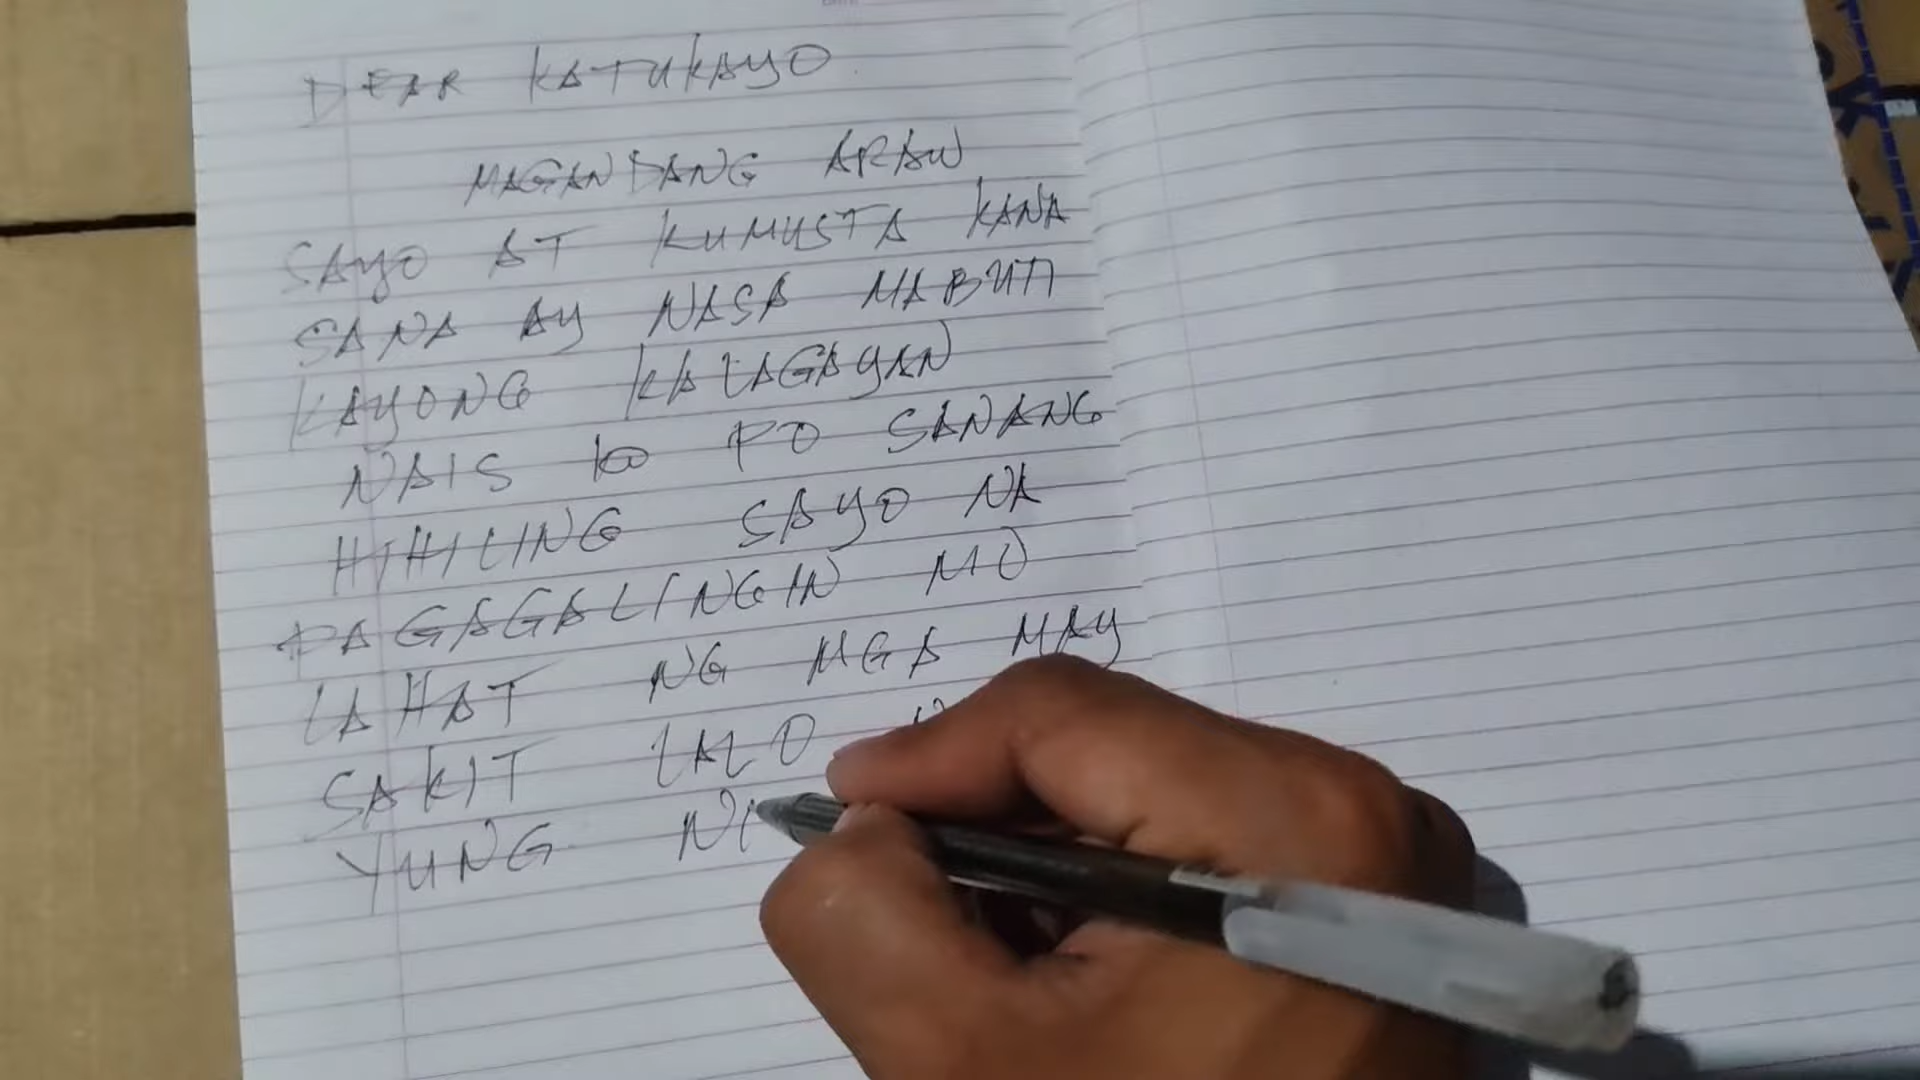 DEAR KATUKAYO
MAGANDANG ARAW
SAYO AT KUMUSTA KANA
SANA AY NASA MABUTI
KAYONG KALAGAYAN
NAIS ko PO SANANG
HIHILING SAYO NA
PAGAGALINGIN MO
LAHAT NG MGA MAY
SAKIT LALO
YUNG